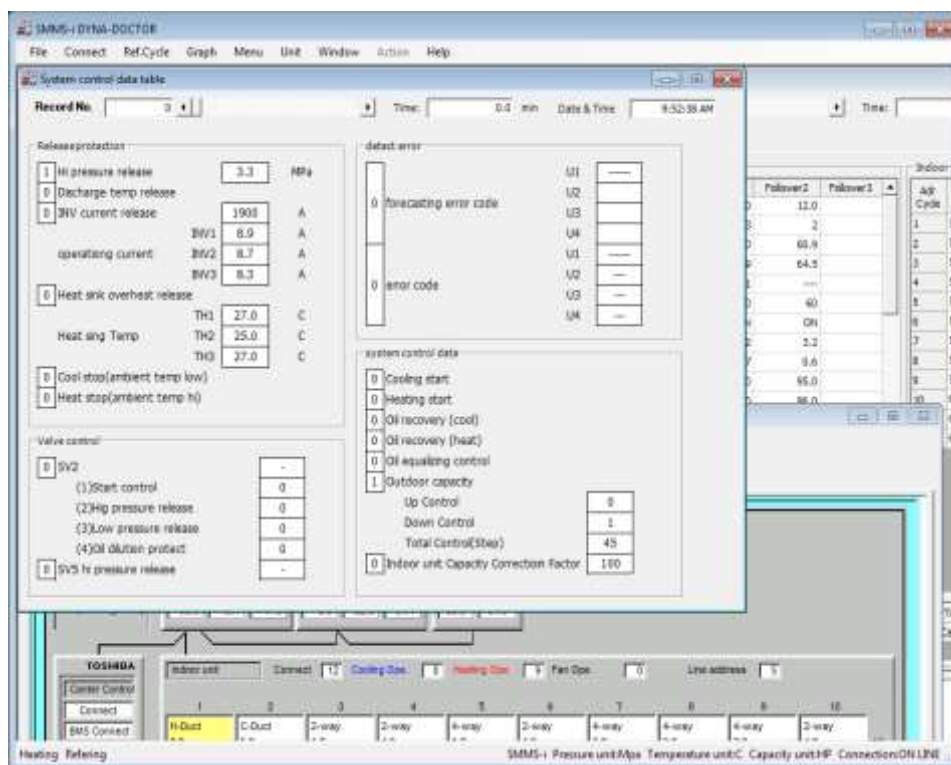 SMMS-i DYNA-DOCTOR
File Connect Ref.Cycle Graph Menu Unit Window Action Help
System control data table
Record No. 0 Time: 0.0 min Date & Time 9:52:38 AM
Time:
Release protection
1 Hi pressure release 3.3 MPa
0 Discharge temp release
0 INV current release 1900 A
INV1 8.9 A
operationg current INV2 8.7 A
INV3 8.3 A
0 Heat sink overheat release
TH1 27.0 C
Heat sing Temp TH2 25.0 C
TH3 27.0 C
0 Cool stop(ambient temp low)
0 Heat stop(ambient temp hi)
Valve control
0 SV2 -
(1)Start control 0
(2)Hig pressure release 0
(3)Low pressure release 0
(4)Oil dilution protect 0
0 SV5 hi pressure release -
detact error
0 forecasting error code
U1 -----
U2
U3
U4
0 error code
U1 -----
U2 ---
U3 ---
U4 ---
system control data
0 Cooling start
0 Heating start
0 Oil recovery (cool)
0 Oil recovery (heat)
0 Oil equalizing control
1 Outdoor capacity
Up Control 0
Down Control 1
Total Control(Step) 45
0 Indoor unit Capacity Correction Factor 100
Follower2 Follower3
12.0
2
60.9
64.5
---
60
ON
3.2
0.6
95.0
96.0
Indoor
Adr
Cycle
1
2
3
4
5
6
7
8
9
10
TOSHIBA
Center Control
Connect
BMS Connect
Indoor unit Connect 12 Cooling Ope. 0 Heating Ope. Fan Ope. 0 Line address
1 2 3 4 5 6 7 8 9 10
H-Duct C-Duct 2-way 2-way 4-way 2-way 4-way 4-way 4-way 2-way
Heating Refering SMMS-i Pressure unit:Mpa Temperature unit:C Capacity unit:HP Connection:ON LINE